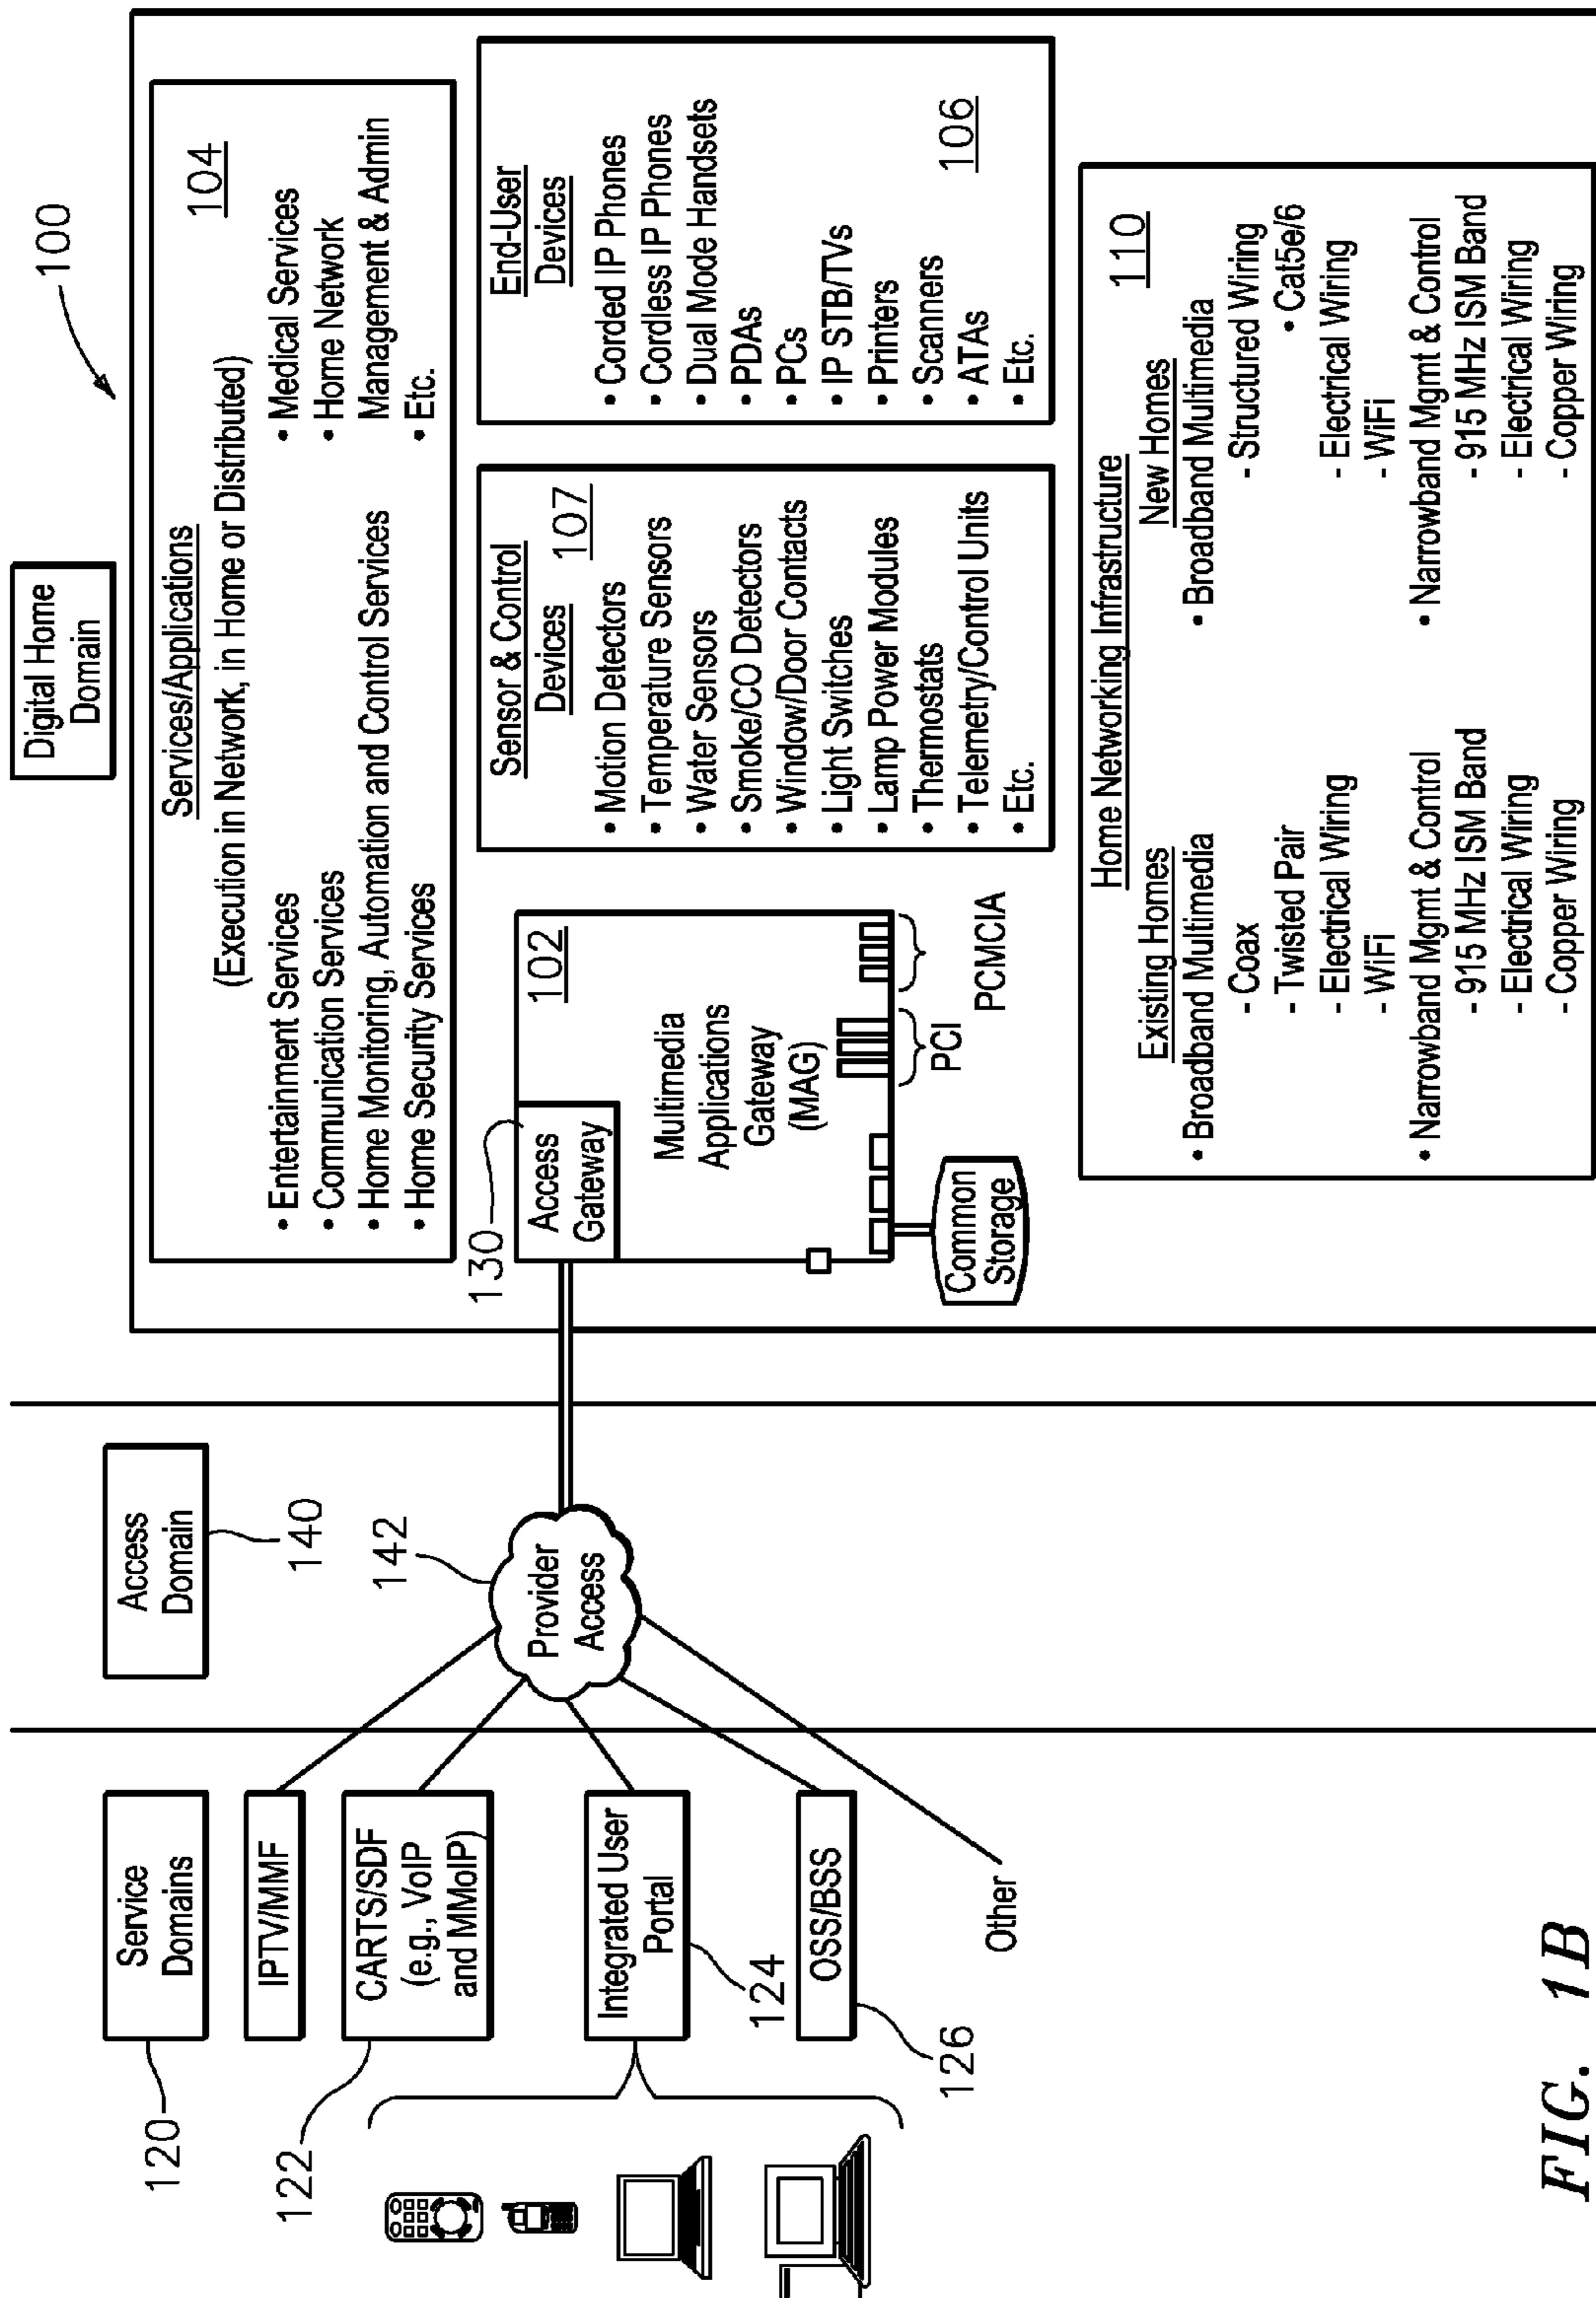 Service
Domains
120
IPTV/MMF
CARTS/SDF
(e.g., VoIP
and MMoIP)
122
Integrated User
Portal
124
OSS/BSS
126
Other
Access
Domain
140
142
Provider
Access
Digital Home
Domain
100
Services/Applications
(Execution in Network, in Home or Distributed)
104
• Entertainment Services
• Communication Services
• Home Monitoring, Automation and Control Services
• Home Security Services
• Medical Services
• Home Network
Management & Admin
• Etc.
130
Access
Gateway
102
Multimedia
Applications
Gateway
(MAG)
PCI
PCMCIA
Common
Storage
Sensor & Control
Devices
107
• Motion Detectors
• Temperature Sensors
• Water Sensors
• Smoke/CO Detectors
• Window/Door Contacts
• Light Switches
• Lamp Power Modules
• Thermostats
• Telemetry/Control Units
• Etc.
End-User
Devices
• Corded IP Phones
• Cordless IP Phones
• Dual Mode Handsets
• PDAs
• PCs
• IP STB/TVs
• Printers
• Scanners
• ATAs
• Etc.
106
Home Networking Infrastructure
110
Existing Homes
• Broadband Multimedia
- Coax
- Twisted Pair
- Electrical Wiring
- WiFi
• Narrowband Mgmt & Control
- 915 MHz ISM Band
- Electrical Wiring
- Copper Wiring
New Homes
• Broadband Multimedia
- Structured Wiring
• Cat5e/6
- Electrical Wiring
- WiFi
• Narrowband Mgmt & Control
- 915 MHz ISM Band
- Electrical Wiring
- Copper Wiring
FIG. 1B